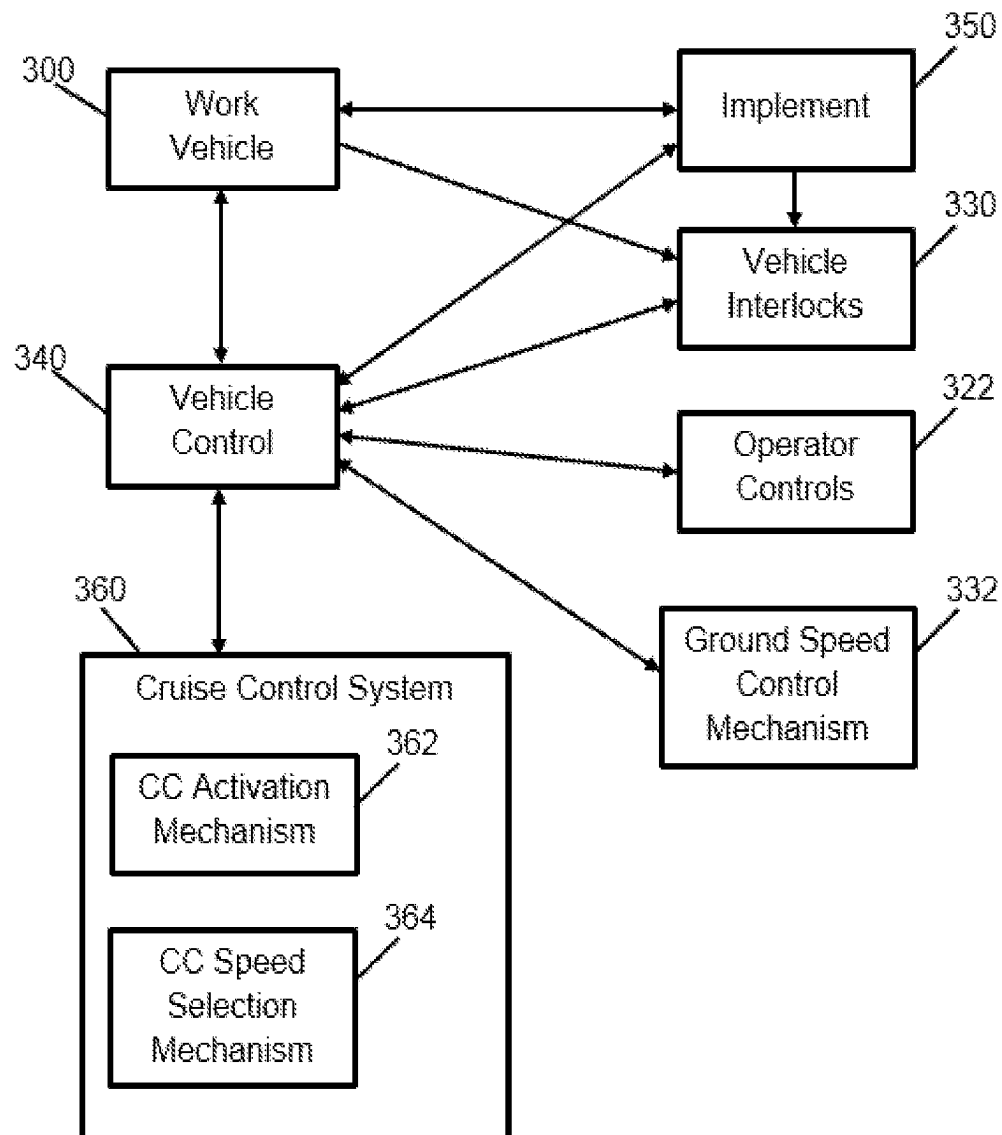 350
300
Work
Vehicle
Implement
330
Vehicle
Interlocks
340
Vehicle
Control
322
Operator
Controls
360
332
Cruise Control System
Ground Speed
Control
Mechanism
362
CC Activation
Mechanism
364
CC Speed
Selection
Mechanism